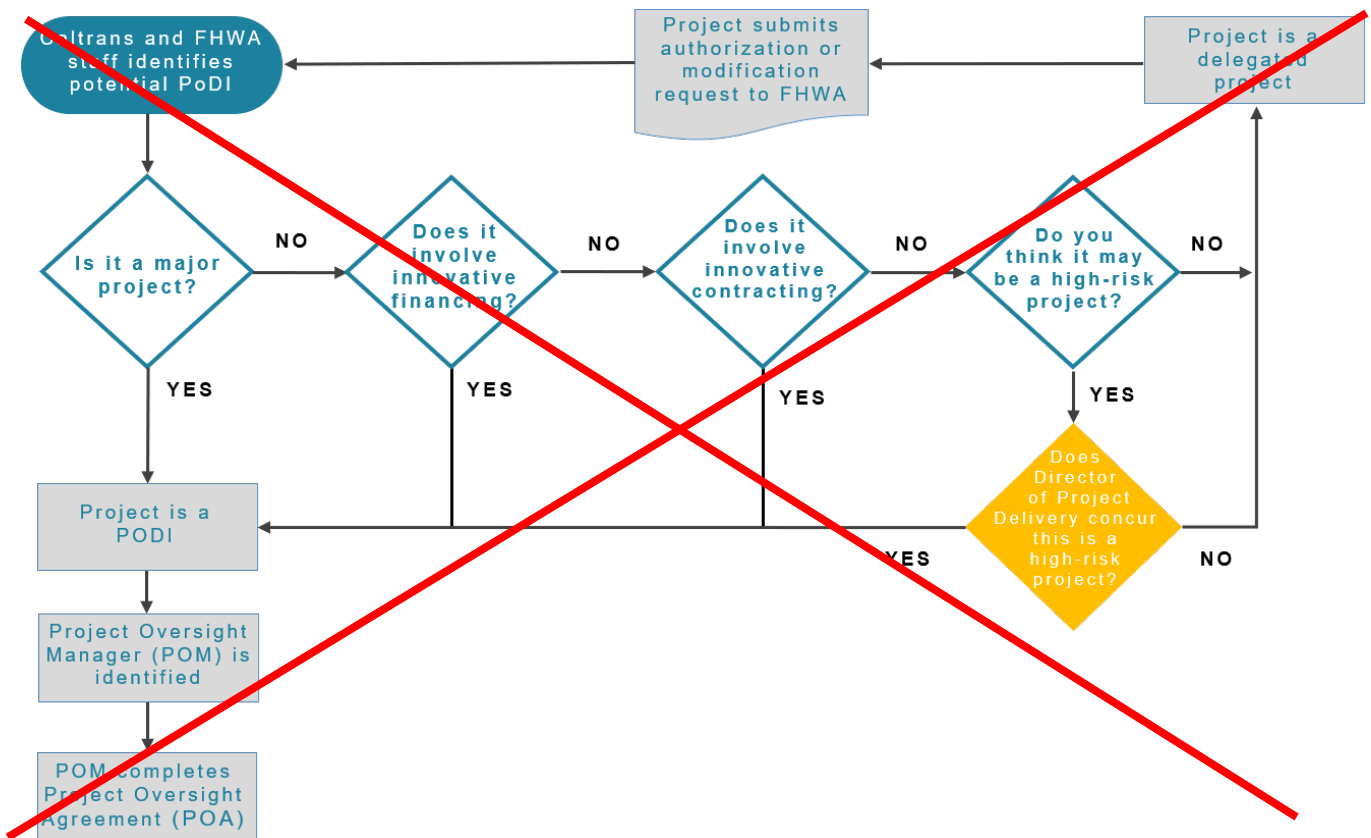 Caltrans and FHWA
staff identifies
potential PoDI
Project submits
authorization or
modification
request to FHWA
Project is a
delegated
project
Is it a major
project?
NO
Does it
involve
innovative
financing?
NO
Does it
involve
innovative
contracting?
NO
Do you
think it may
be a high-risk
project?
NO
YES
YES
YES
YES
Does
Director
of Project
Delivery concur
this is a
high-risk
project?
YES
NO
Project is a
PODI
Project Oversight
Manager (POM) is
identified
POM completes
Project Oversight
Agreement (POA)